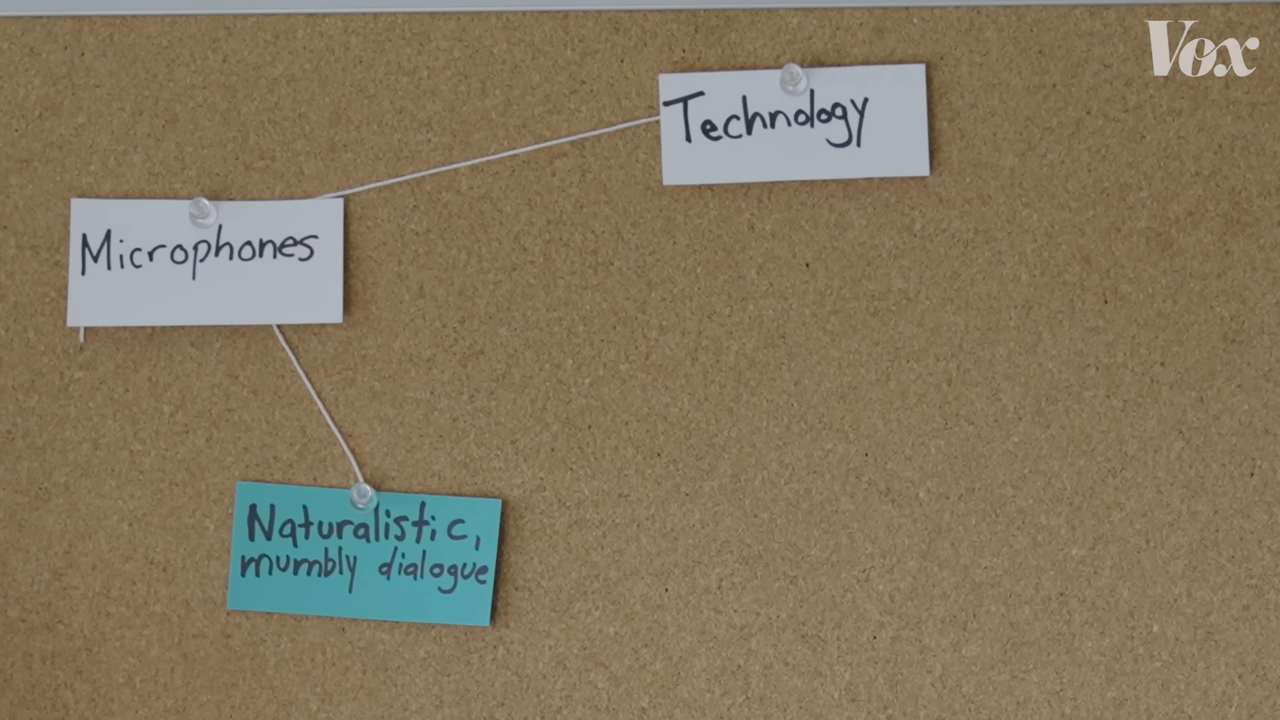 Vox
Technology
Microphones
Naturalistic,
mumbly dialogue